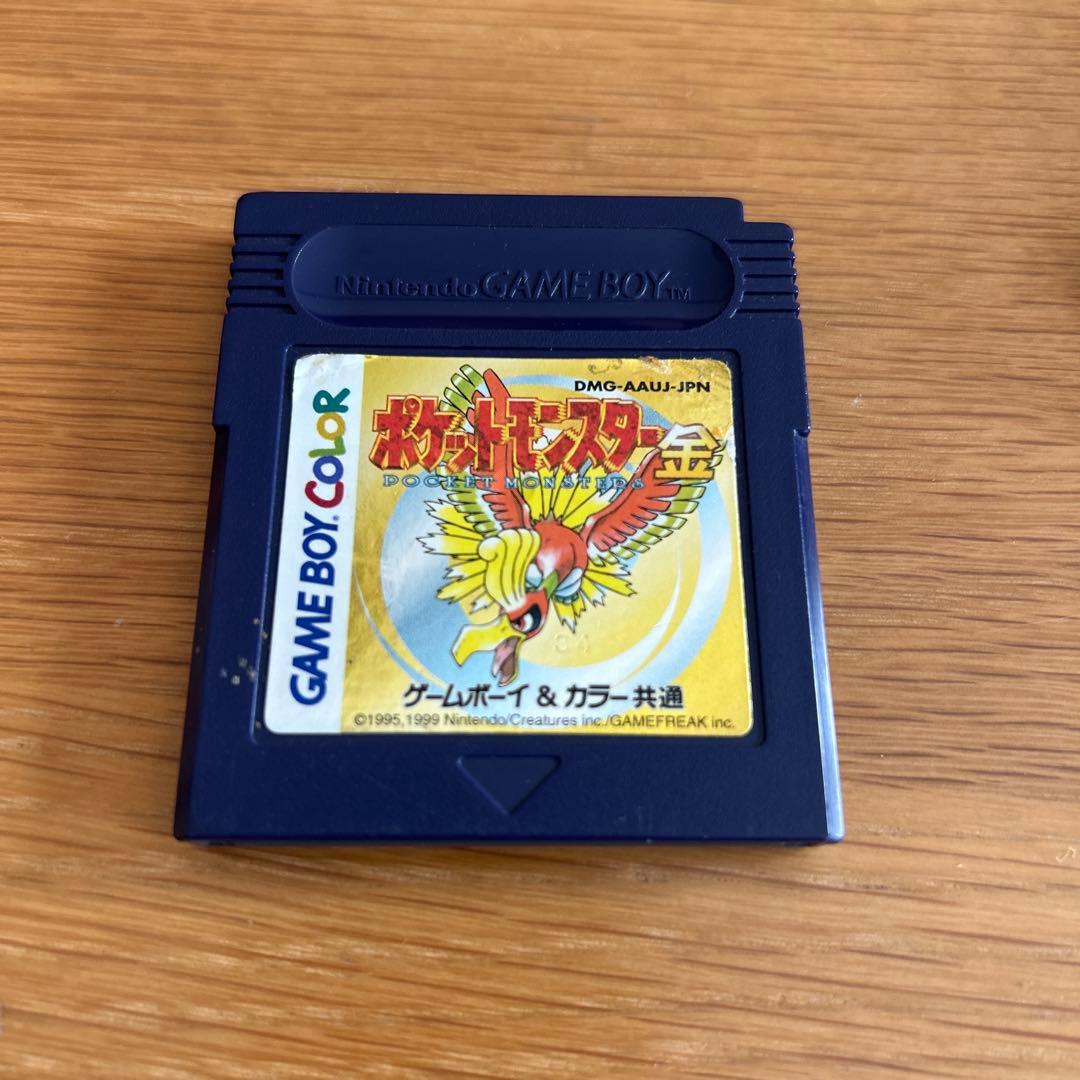 Nintendo GAME BOY TM
GAME BOY COLOR
DMG-AAUJ-JPN
ポケットモンスター金
POCKET MONSTERS
04
ゲームボーイ & カラー共通
©1995,1999 Nintendo/Creatures inc./GAMEFREAK inc.